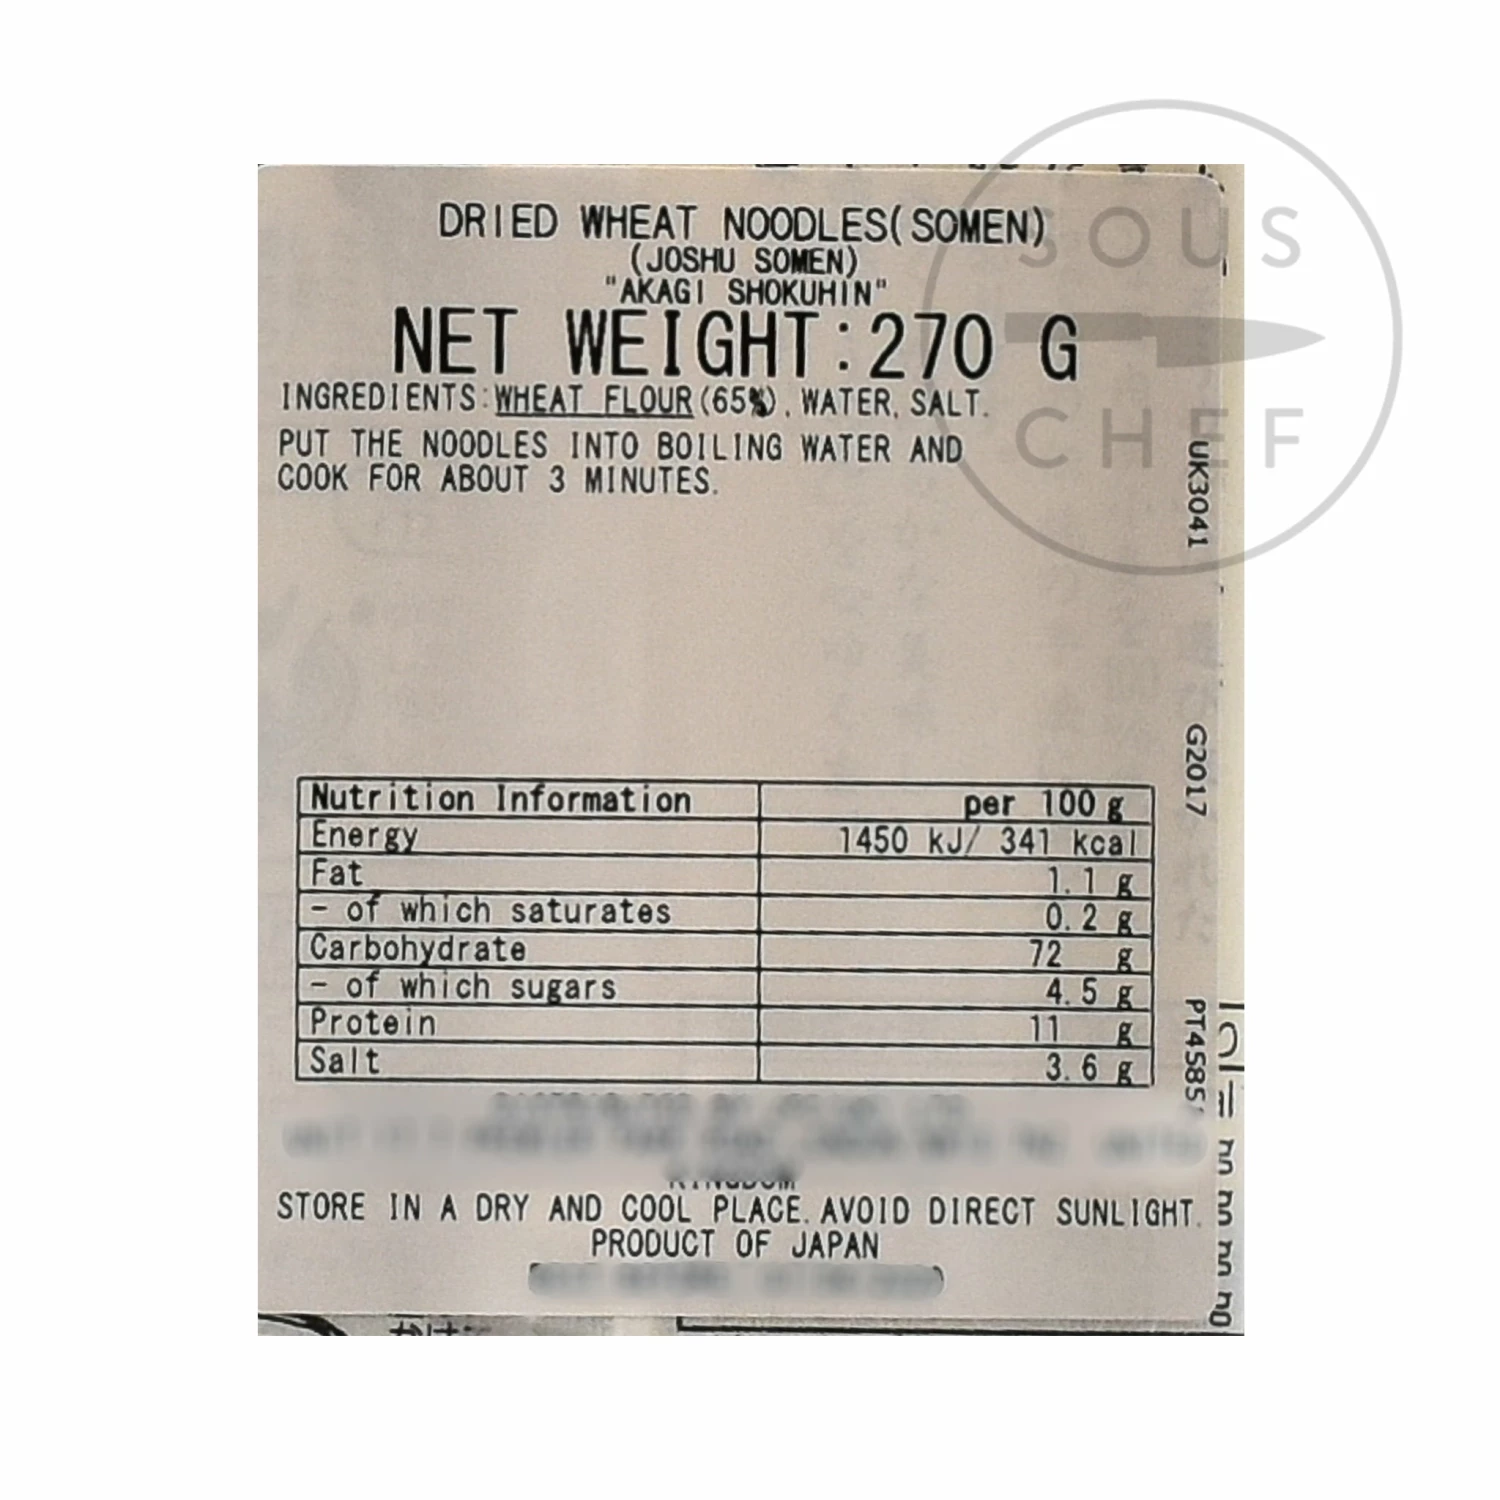 DRIED WHEAT NOODLES(SOMEN)
(JOSHU SOMEN)
"AKAGI SHOKUHIN"
NET WEIGHT:270 G
INGREDIENTS:WHEAT FLOUR(65%), WATER, SALT.
PUT THE NOODLES INTO BOILING WATER AND
COOK FOR ABOUT 3 MINUTES.
SOUS
CHEF
UK3041
G2017
Nutrition Information per 100 g
Energy 1450 kJ/ 341 kcal
Fat 1.1 g
- of which saturates 0.2 g
Carbohydrate 72 g
- of which sugars 4.5 g
Protein 11 g
Salt 3.6 g
KINGDOM
STORE IN A DRY AND COOL PLACE. AVOID DIRECT SUNLIGHT.
PRODUCT OF JAPAN